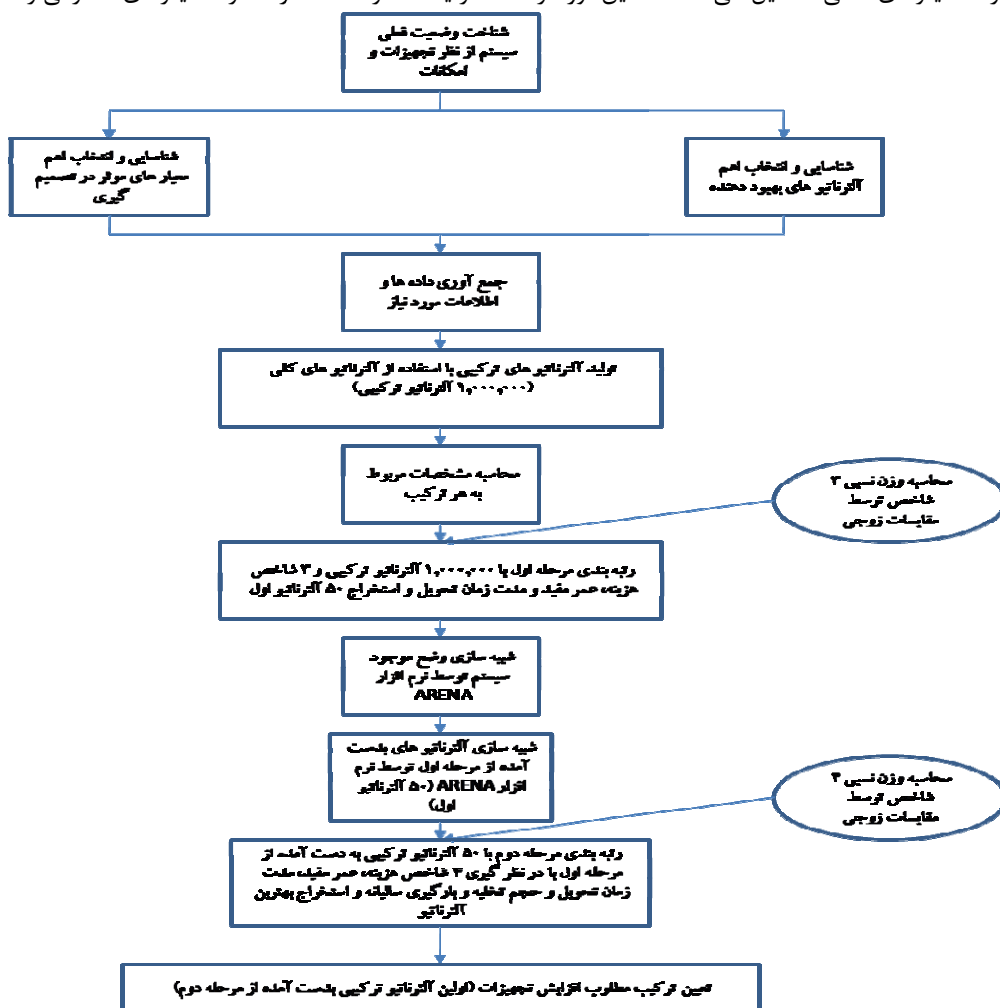 شناخت وضعیت فعلی
سیستم از نظر تجهیزات و
امکانات
شناسایی و انتخاب اهم
معیار های موثر در تصمیم
گیری
شناسایی و انتخاب اهم
آلترناتیو های بهبود دهنده
جمع آوری داده ها و
اطلاعات مورد نیاز
تولید آلترناتیو های ترکیبی با استفاده از آلترناتیو های کلی
(۱,۰۰۰,۰۰۰ آلترناتیو ترکیبی)
محاسبه مشخصات مربوط
به هر ترکیب
محاسبه وزن نسبی ۳
شاخص توسط
مقایسات زوجی
رتبه بندی مرحله اول با ۱,۰۰۰,۰۰۰ آلترناتیو ترکیبی و ۳ شاخص
هزینه، عمر مفید و مدت زمان تحویل و استخراج ۵۰ آلترناتیو اول
شبیه سازی وضع موجود
سیستم توسط نرم افزار
ARENA
شبیه سازی آلترناتیو های بدست
آمده از مرحله اول توسط نرم
افزار ARENA (۵۰ آلترناتیو
اول)
محاسبه وزن نسبی ۴
شاخص توسط
مقایسات زوجی
رتبه بندی مرحله دوم با ۵۰ آلترناتیو ترکیبی به دست آمده از
مرحله اول با در نظر گیری ۴ شاخص هزینه، عمر مفید، مدت
زمان تحویل و حجم تخلیه و بارگیری سالیانه و استخراج بهترین
آلترناتیو
تعیین ترکیب مطلوب افزایش تجهیزات (اولین آلترناتیو ترکیبی بدست آمده از مرحله دوم)